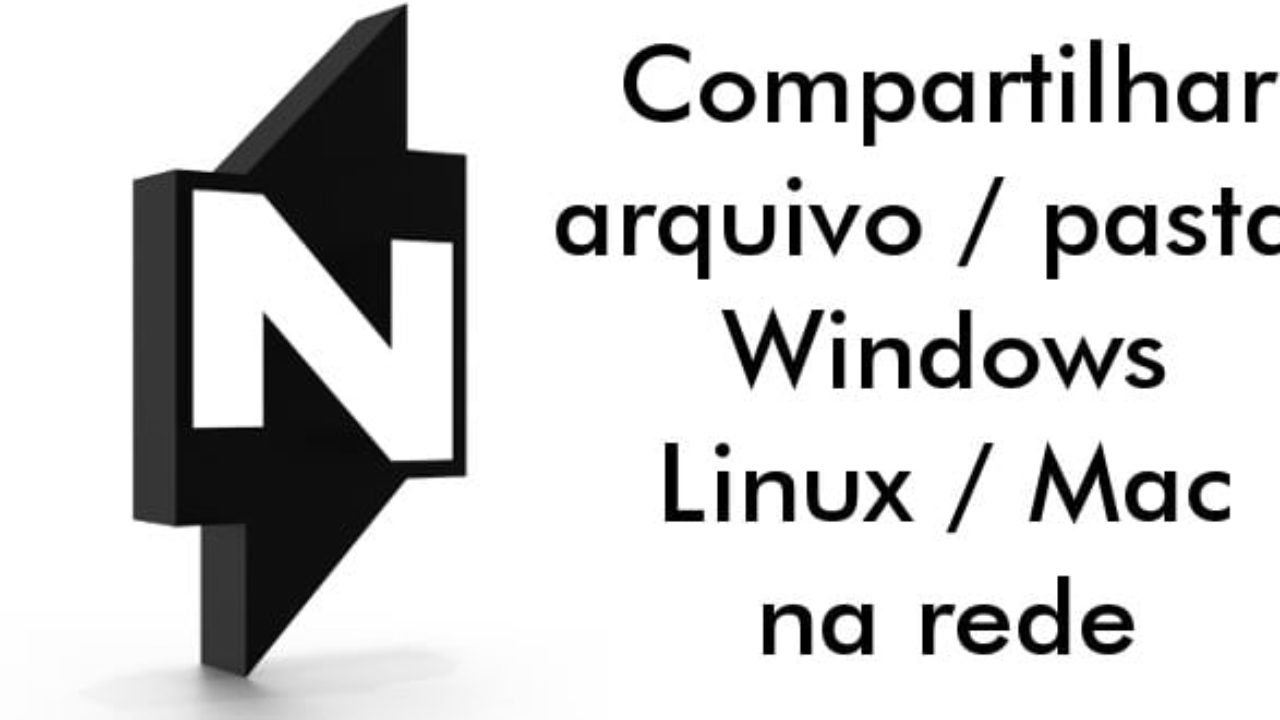 N
Compartilhar
arquivo / pasta
Windows
Linux / Mac
na rede